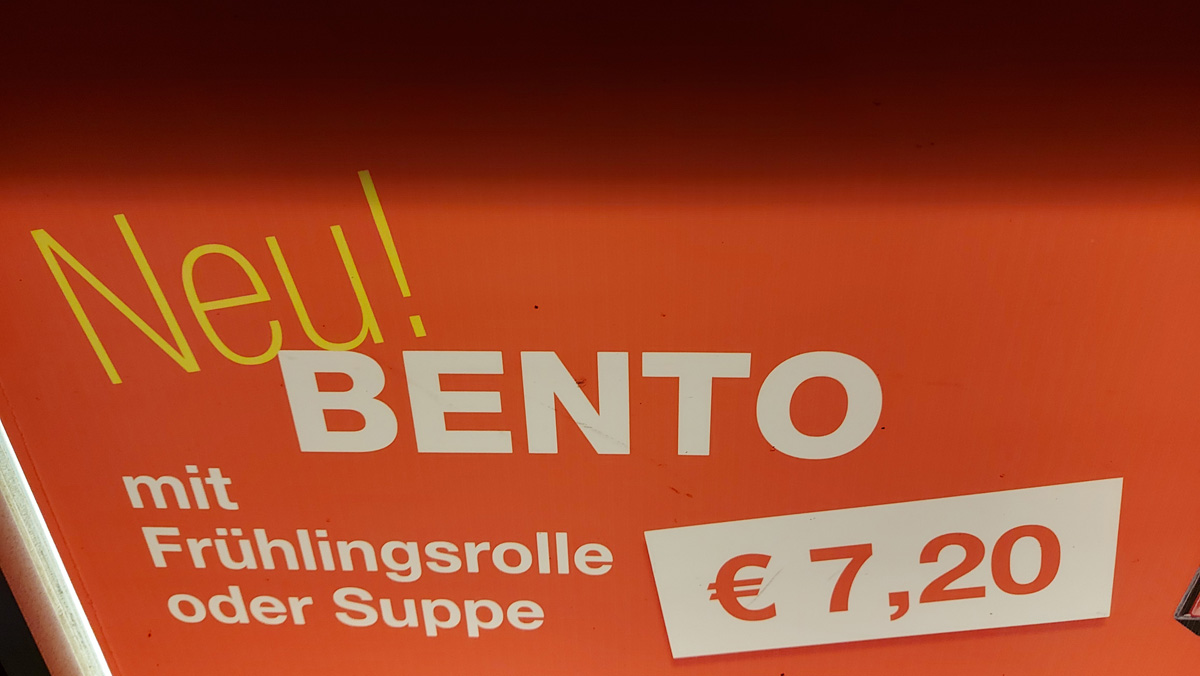 Neu!
BENTO
mit
Frühlingsrolle
oder Suppe
€ 7,20